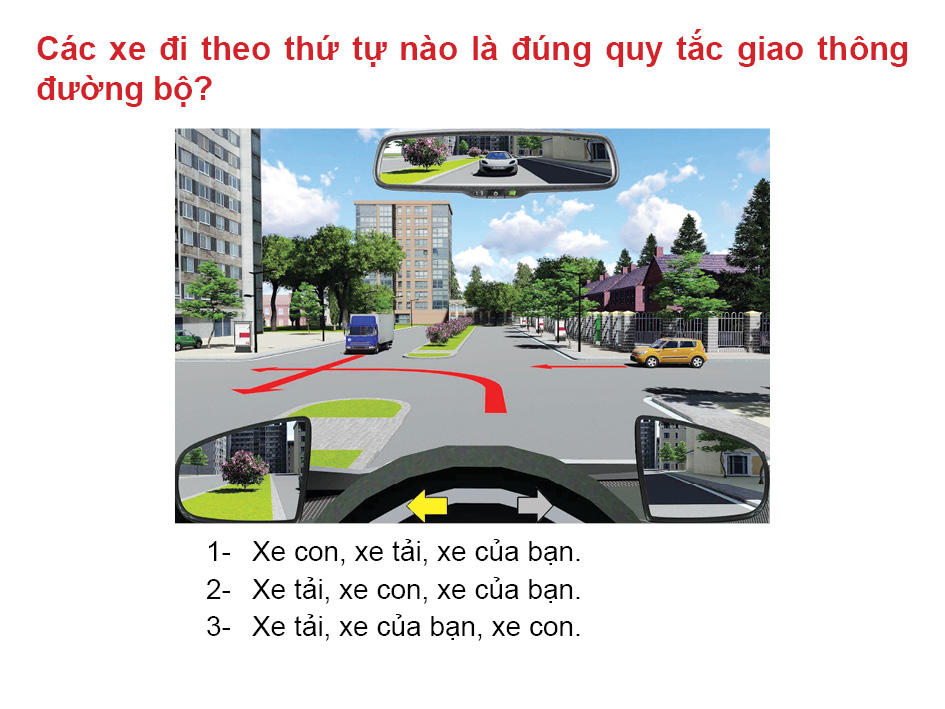 Các xe đi theo thứ tự nào là đúng quy tắc giao thông
đường bộ?
1- Xe con, xe tải, xe của bạn.
2- Xe tải, xe con, xe của bạn.
3- Xe tải, xe của bạn, xe con.